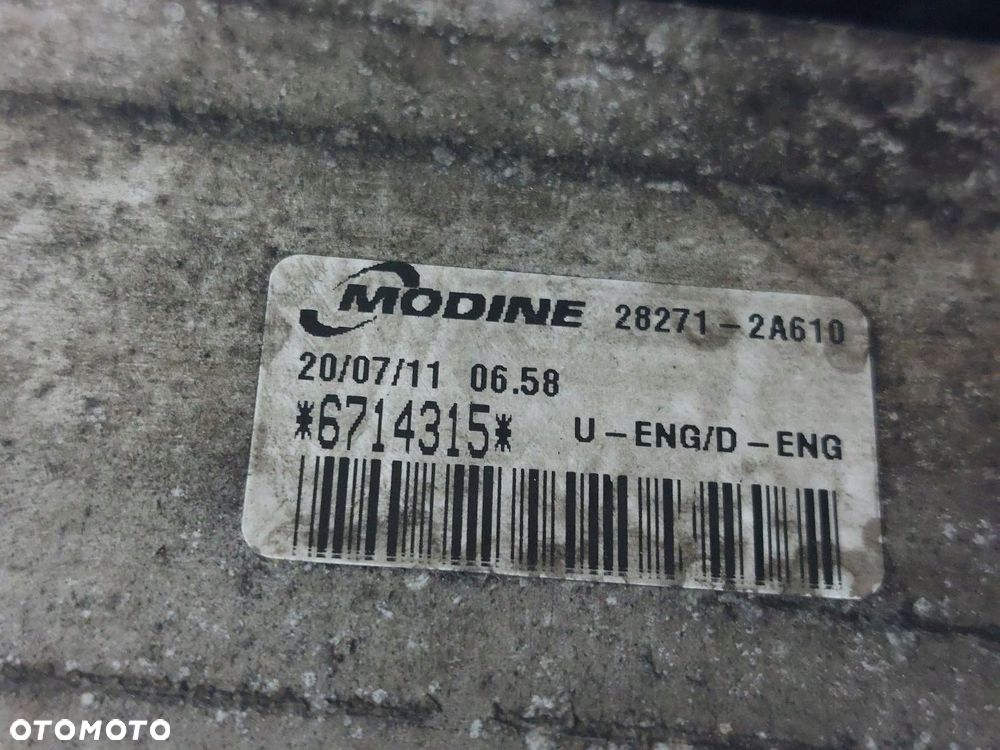 MODINE 28271-2A610
20/07/11 06.58
*6714315* U-ENG/D-ENG
OTOMOTO